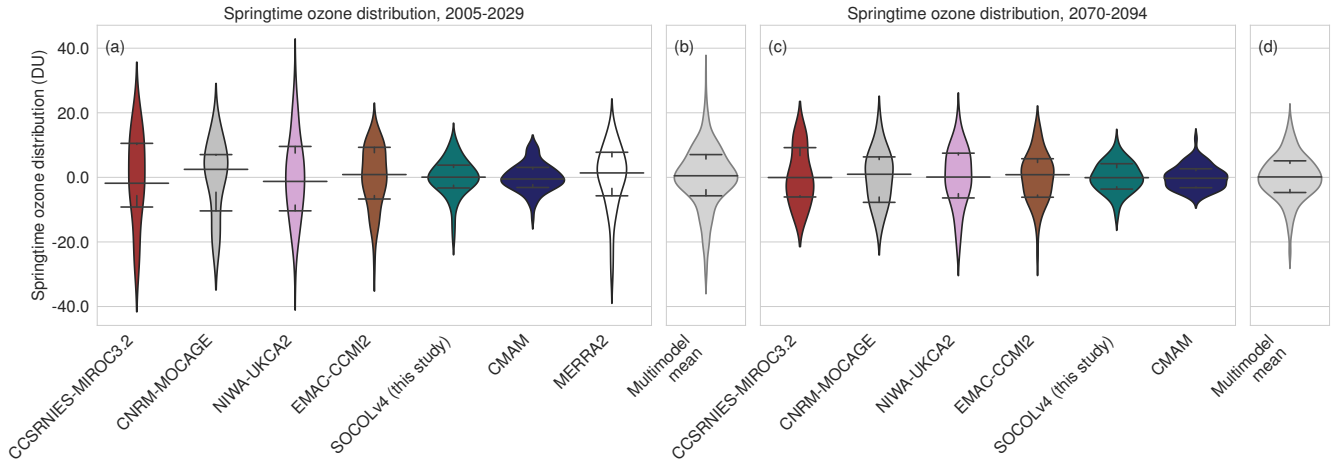 Springtime ozone distribution, 2005-2029
Springtime ozone distribution, 2070-2094
Springtime ozone distribution (DU)
40.0
20.0
0.0
-20.0
-40.0
(a)
(b)
(c)
(d)
CCSRNIES-MIROC3.2
CNRM-MOCAGE
NIWA-UKCA2
EMAC-CCMI2
SOCOLv4 (this study)
CMAM
MERRA2
Multimodel
mean
CCSRNIES-MIROC3.2
CNRM-MOCAGE
NIWA-UKCA2
EMAC-CCMI2
SOCOLv4 (this study)
CMAM
Multimodel
mean